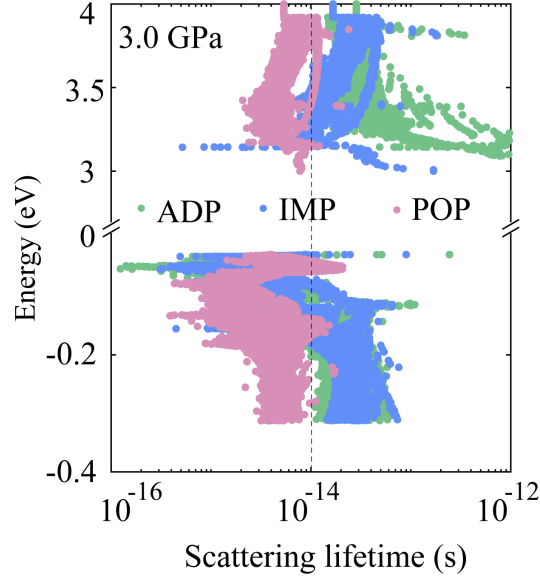 4
3.0 GPa
3.5
3
ADP IMP POP
0
-0.2
-0.4
10-16 10-14 10-12
Energy (eV)
Scattering lifetime (s)